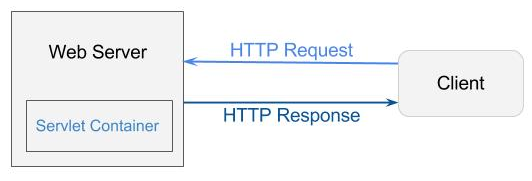 Web Server
HTTP Request
Client
Servlet Container
HTTP Response